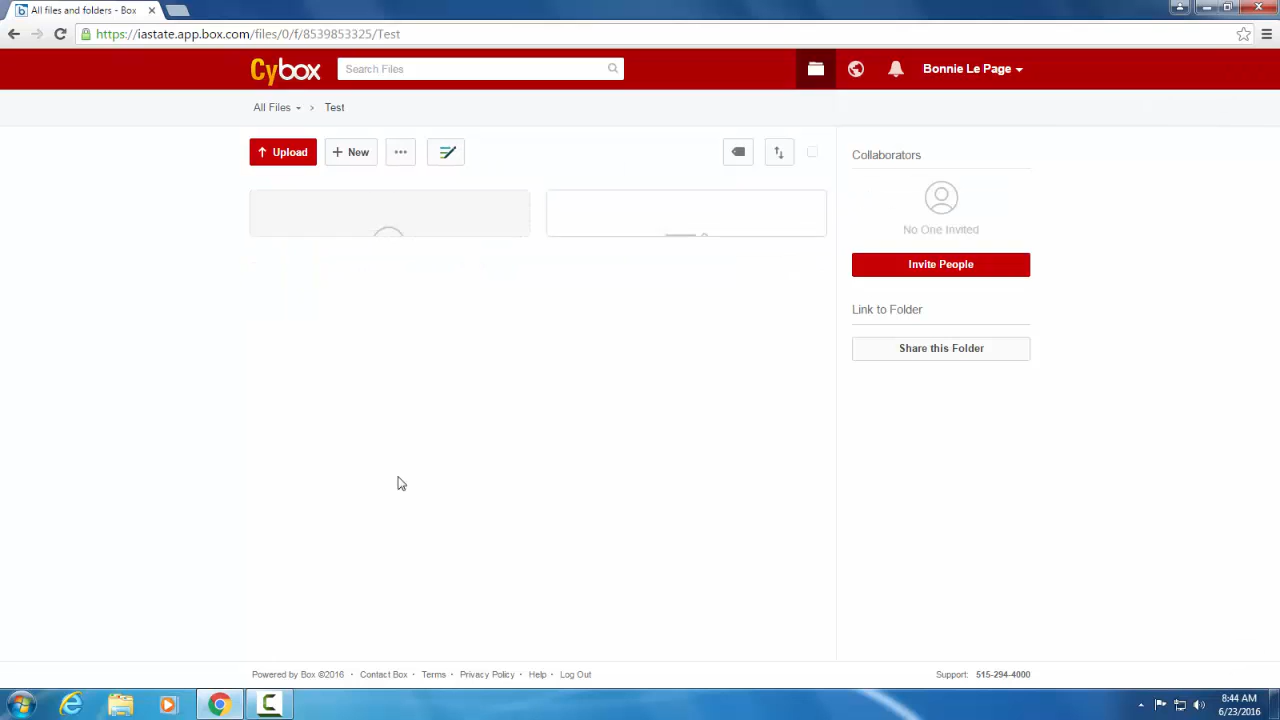 All files and folders - Box
https://iastate.app.box.com/files/0/f/8539853325/Test
Cybox
Search Files
Bonnie Le Page
All Files > Test
Upload
New
Collaborators
No One Invited
Invite People
Link to Folder
Share this Folder
Powered by Box ©2016 · Contact Box · Terms · Privacy Policy · Help · Log Out
Support: 515-294-4000
8:44 AM
6/23/2016